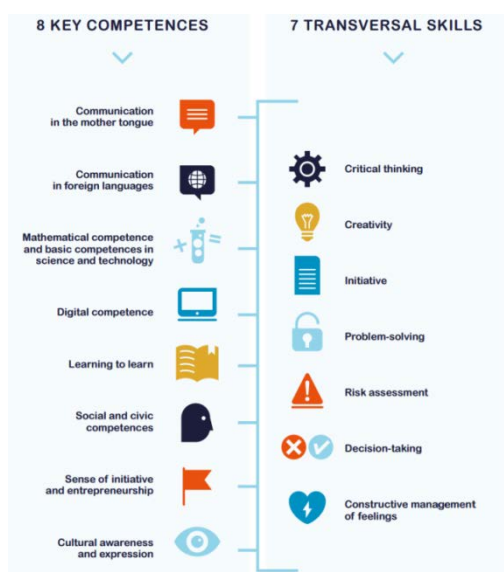 8 KEY COMPETENCES
Communication
in the mother tongue
Communication
in foreign languages
Mathematical competence
and basic competences in
science and technology
Digital competence
Learning to learn
Social and civic
competences
Sense of initiative
and entrepreneurship
Cultural awareness
and expression
7 TRANSVERSAL SKILLS
Critical thinking
Creativity
Initiative
Problem-solving
Risk assessment
Decision-taking
Constructive management
of feelings